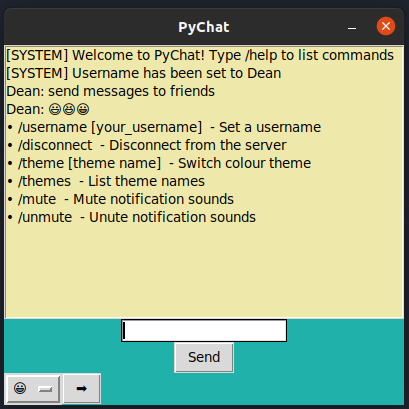 PyChat
[SYSTEM] Welcome to PyChat! Type /help to list commands
[SYSTEM] Username has been set to Dean
Dean: send messages to friends
Dean: 😄😆😀
• /username [your_username]  - Set a username
• /disconnect  - Disconnect from the server
• /theme [theme name]  - Switch colour theme
• /themes  - List theme names
• /mute  - Mute notification sounds
• /unmute  - Unute notification sounds
Send
😀
➡